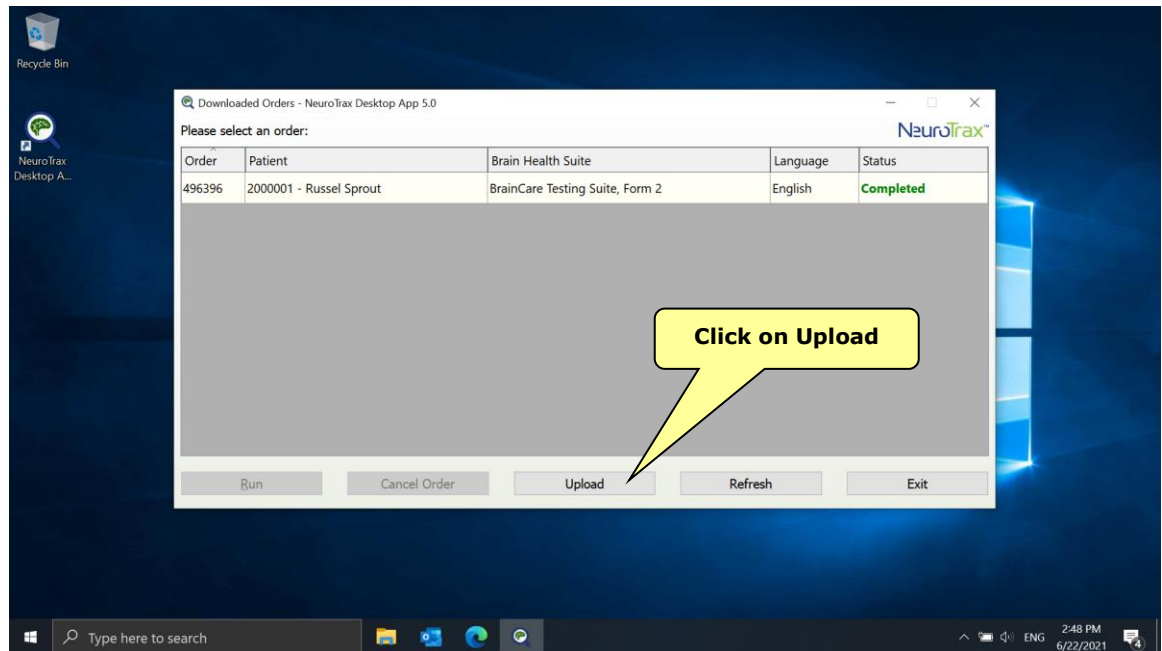 Recycle Bin
Downloaded Orders - NeuroTrax Desktop App 5.0
Please select an order:
NeuroTrax™
NeuroTrax
Desktop A...
Order Patient Brain Health Suite Language Status
496396 2000001 - Russel Sprout BrainCare Testing Suite, Form 2 English Completed
Click on Upload
Run Cancel Order Upload Refresh Exit
Type here to search
ENG
2:48 PM
6/22/2021
4